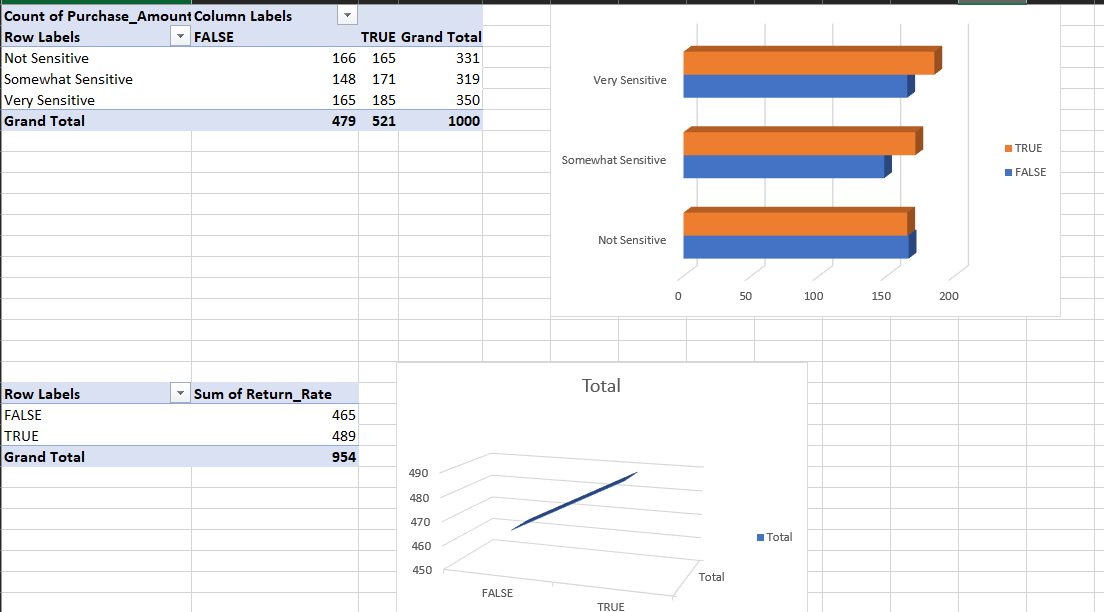 Count of Purchase_Amount Column Labels
Row Labels FALSE TRUE Grand Total
Not Sensitive 166 165 331
Somewhat Sensitive 148 171 319
Very Sensitive 165 185 350
Grand Total 479 521 1000
Very Sensitive
Somewhat Sensitive
Not Sensitive
0 50 100 150 200
TRUE
FALSE
Row Labels Sum of Return_Rate
FALSE 465
TRUE 489
Grand Total 954
Total
490
480
470
460
450
FALSE
TRUE
Total
Total